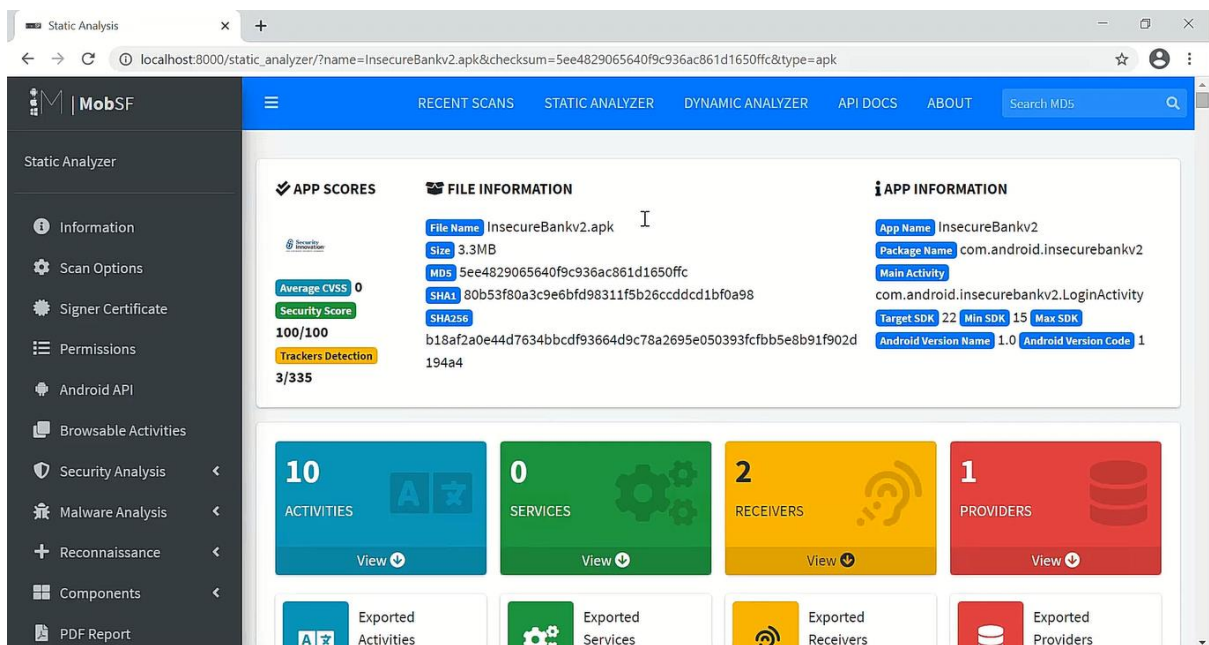 Static Analysis
localhost:8000/static_analyzer/?name=InsecureBankv2.apk&checksum=5ee4829065640f9c936ac861d1650ffc&type=apk
MobSF
RECENT SCANS STATIC ANALYZER DYNAMIC ANALYZER API DOCS ABOUT Search MD5
Static Analyzer
Information
Scan Options
Signer Certificate
Permissions
Android API
Browsable Activities
Security Analysis
Malware Analysis
Reconnaissance
Components
PDF Report
APP SCORES
Security
Innovation
Average CVSS 0
Security Score
100/100
Trackers Detection
3/335
FILE INFORMATION
File Name InsecureBankv2.apk
Size 3.3MB
MD5 5ee4829065640f9c936ac861d1650ffc
SHA1 80b53f80a3c9e6bfd98311f5b26ccddcd1bf0a98
SHA256
b18af2a0e44d7634bbcdf93664d9c78a2695e050393fcfbb5e8b91f902d
194a4
APP INFORMATION
App Name InsecureBankv2
Package Name com.android.insecurebankv2
Main Activity
com.android.insecurebankv2.LoginActivity
Target SDK 22 Min SDK 15 Max SDK
Android Version Name 1.0 Android Version Code 1
10
ACTIVITIES
View
0
SERVICES
View
2
RECEIVERS
View
1
PROVIDERS
View
Exported
Activities
Exported
Services
Exported
Receivers
Exported
Providers